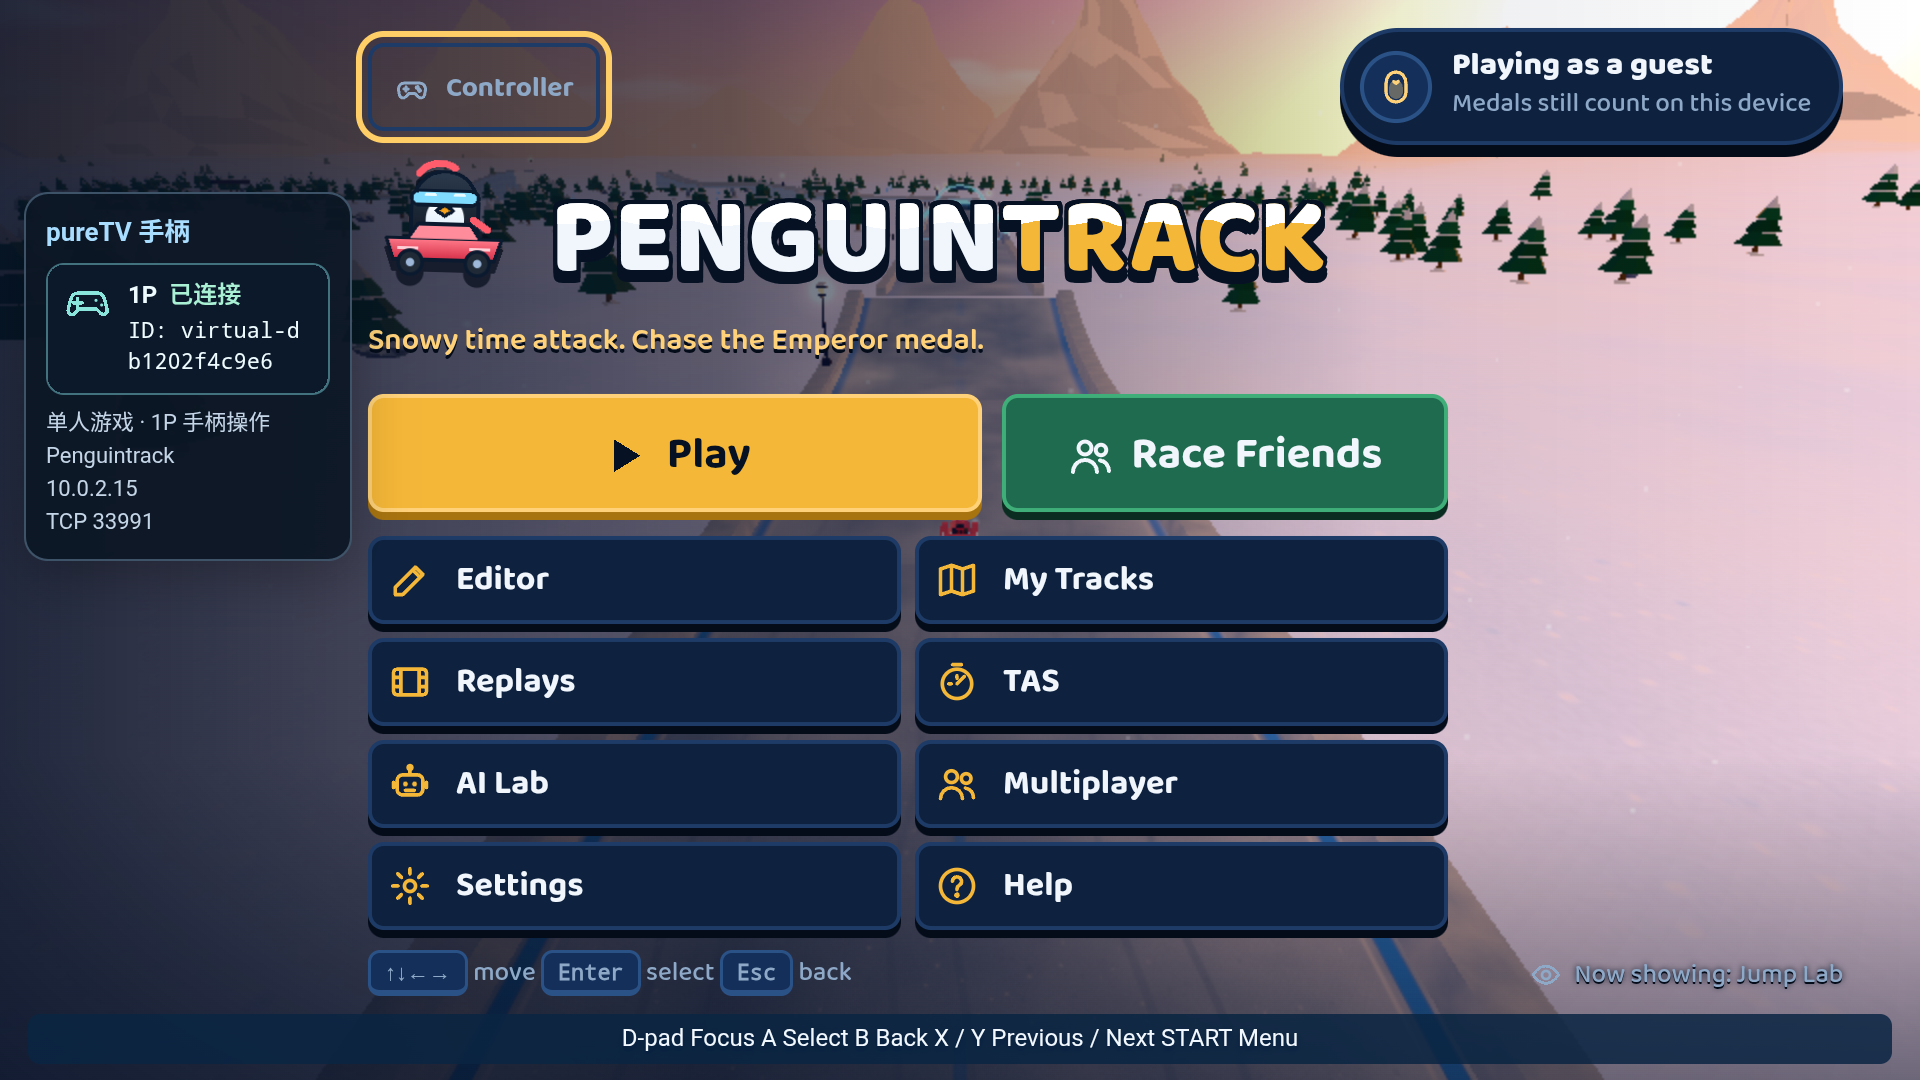 Controller
Playing as a guest
Medals still count on this device
pureTV 手柄
1P 已连接
ID: virtual-d
b1202f4c9e6
单人游戏 · 1P 手柄操作
Penguintrack
10.0.2.15
TCP 33991
PENGUINTRACK
Snowy time attack. Chase the Emperor medal.
Play
Race Friends
Editor
My Tracks
Replays
TAS
AI Lab
Multiplayer
Settings
Help
↑↓←→ move Enter select Esc back
Now showing: Jump Lab
D-pad Focus A Select B Back X / Y Previous / Next START Menu